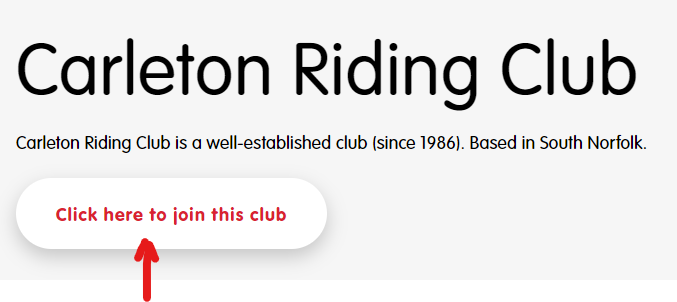 Carleton Riding Club
Carleton Riding Club is a well-established club (since 1986). Based in South Norfolk.
Click here to join this club